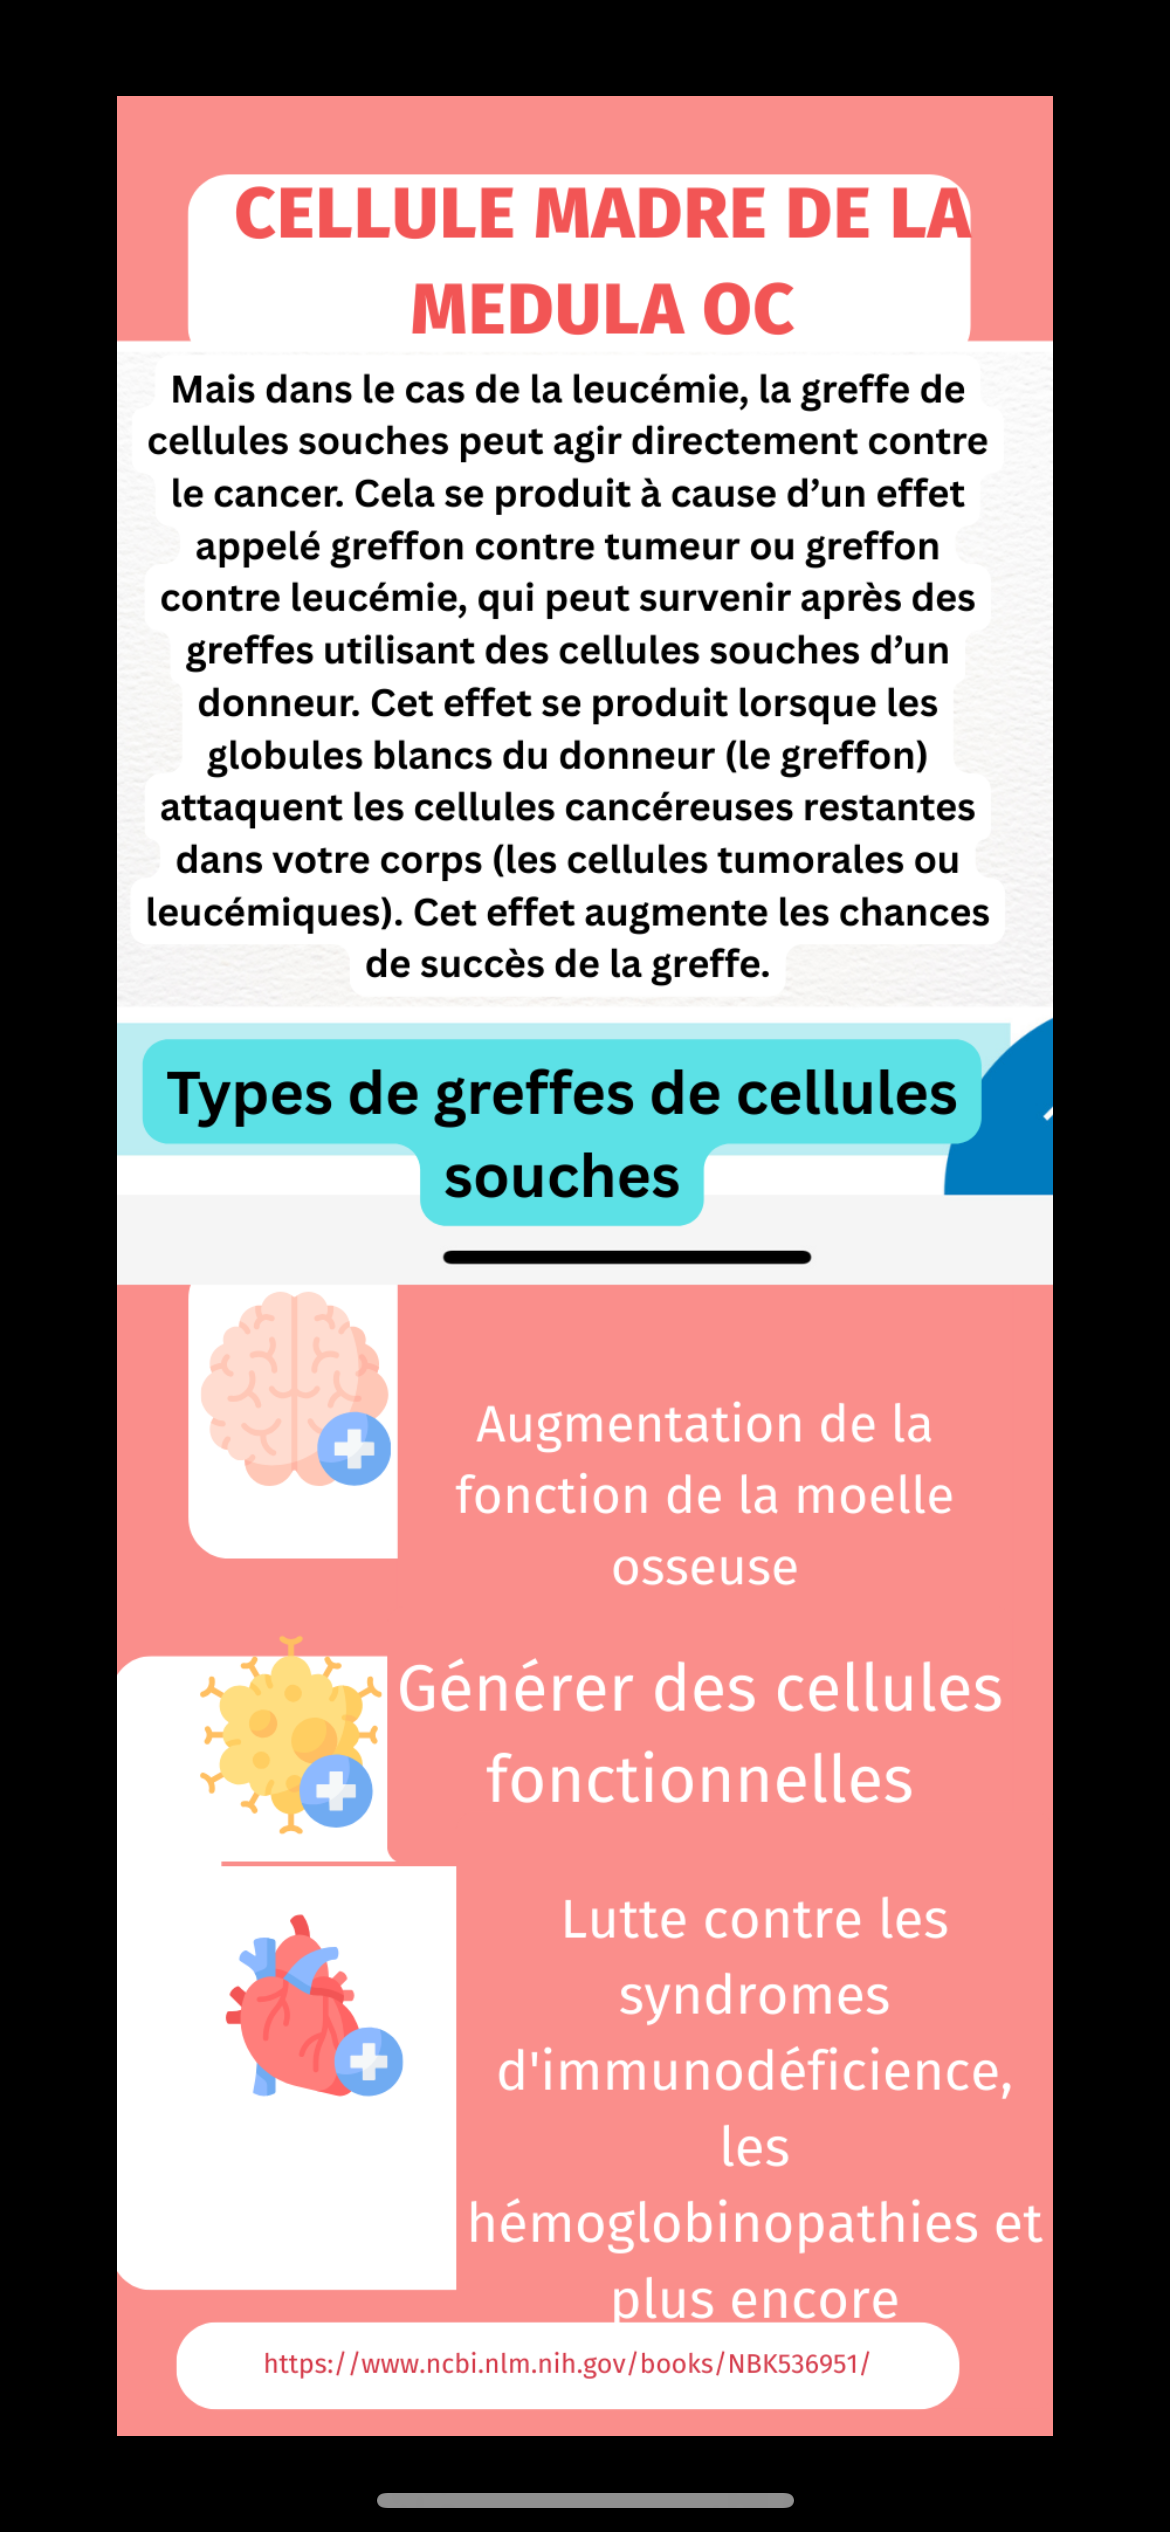 CELLULE MADRE DE LA
MEDULA OC
Mais dans le cas de la leucémie, la greffe de
cellules souches peut agir directement contre
le cancer. Cela se produit à cause d’un effet
appelé greffon contre tumeur ou greffon
contre leucémie, qui peut survenir après des
greffes utilisant des cellules souches d’un
donneur. Cet effet se produit lorsque les
globules blancs du donneur (le greffon)
attaquent les cellules cancéreuses restantes
dans votre corps (les cellules tumorales ou
leucémiques). Cet effet augmente les chances
de succès de la greffe.
Types de greffes de cellules
souches
Augmentation de la
fonction de la moelle
osseuse
Générer des cellules
fonctionnelles
Lutte contre les
syndromes
d'immunodéficience,
les
hémoglobinopathies et
plus encore
https://www.ncbi.nlm.nih.gov/books/NBK536951/